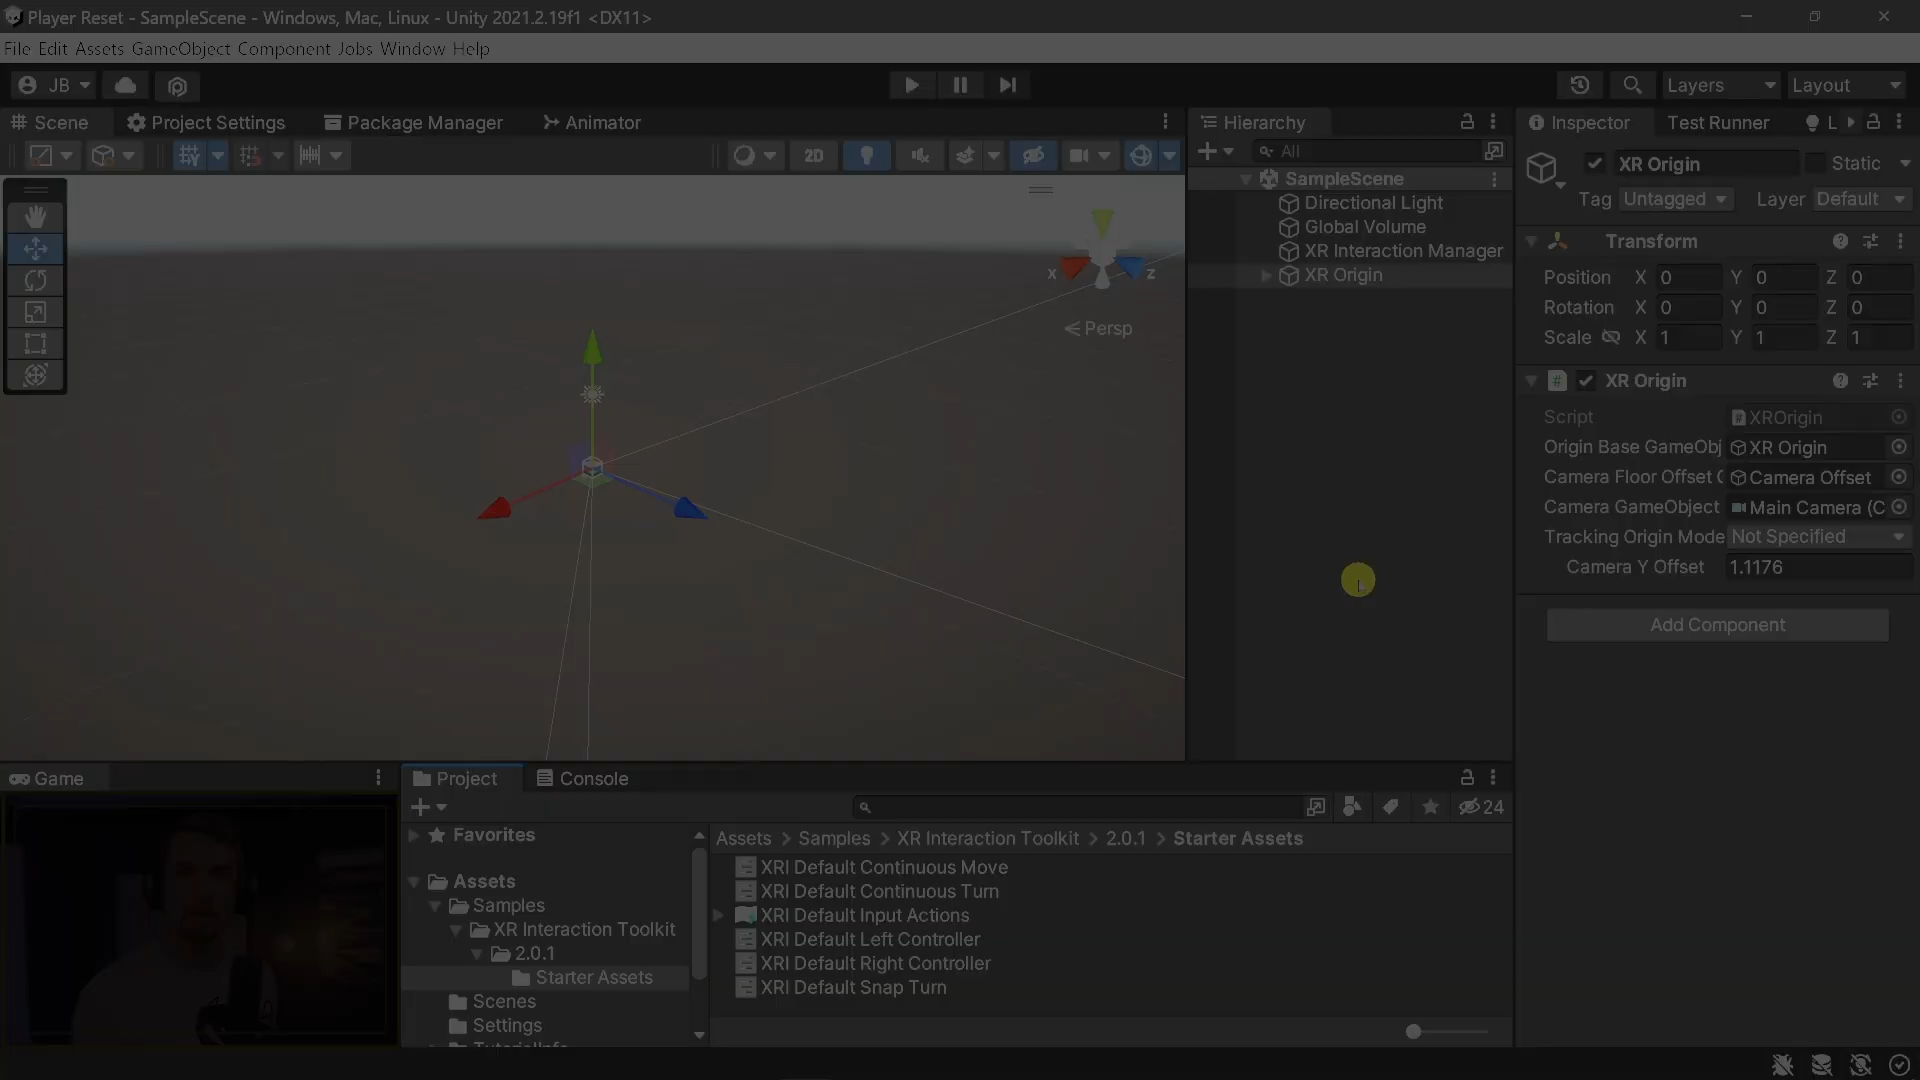 Player Reset - SampleScene - Windows, Mac, Linux - Unity 2021.2.19f1 <DX11>
File Edit Assets GameObject Component Jobs Window Help
JB
Layers
Layout
Scene
Project Settings
Package Manager
Animator
2D
x
z
Persp
Hierarchy
All
SampleScene
Directional Light
Global Volume
XR Interaction Manager
XR Origin
Inspector
Test Runner
L
XR Origin
Static
Tag Untagged
Layer Default
Transform
Position X 0 Y 0 Z 0
Rotation X 0 Y 0 Z 0
Scale X 1 Y 1 Z 1
XR Origin
Script XROrigin
Origin Base GameObj XR Origin
Camera Floor Offset Camera Offset
Camera GameObject Main Camera (C
Tracking Origin Mode Not Specified
Camera Y Offset 1.1176
Add Component
Game
Project
Console
24
Favorites
Assets
Samples
XR Interaction Toolkit
2.0.1
Starter Assets
Scenes
Settings
Assets > Samples > XR Interaction Toolkit > 2.0.1 > Starter Assets
XRI Default Continuous Move
XRI Default Continuous Turn
XRI Default Input Actions
XRI Default Left Controller
XRI Default Right Controller
XRI Default Snap Turn